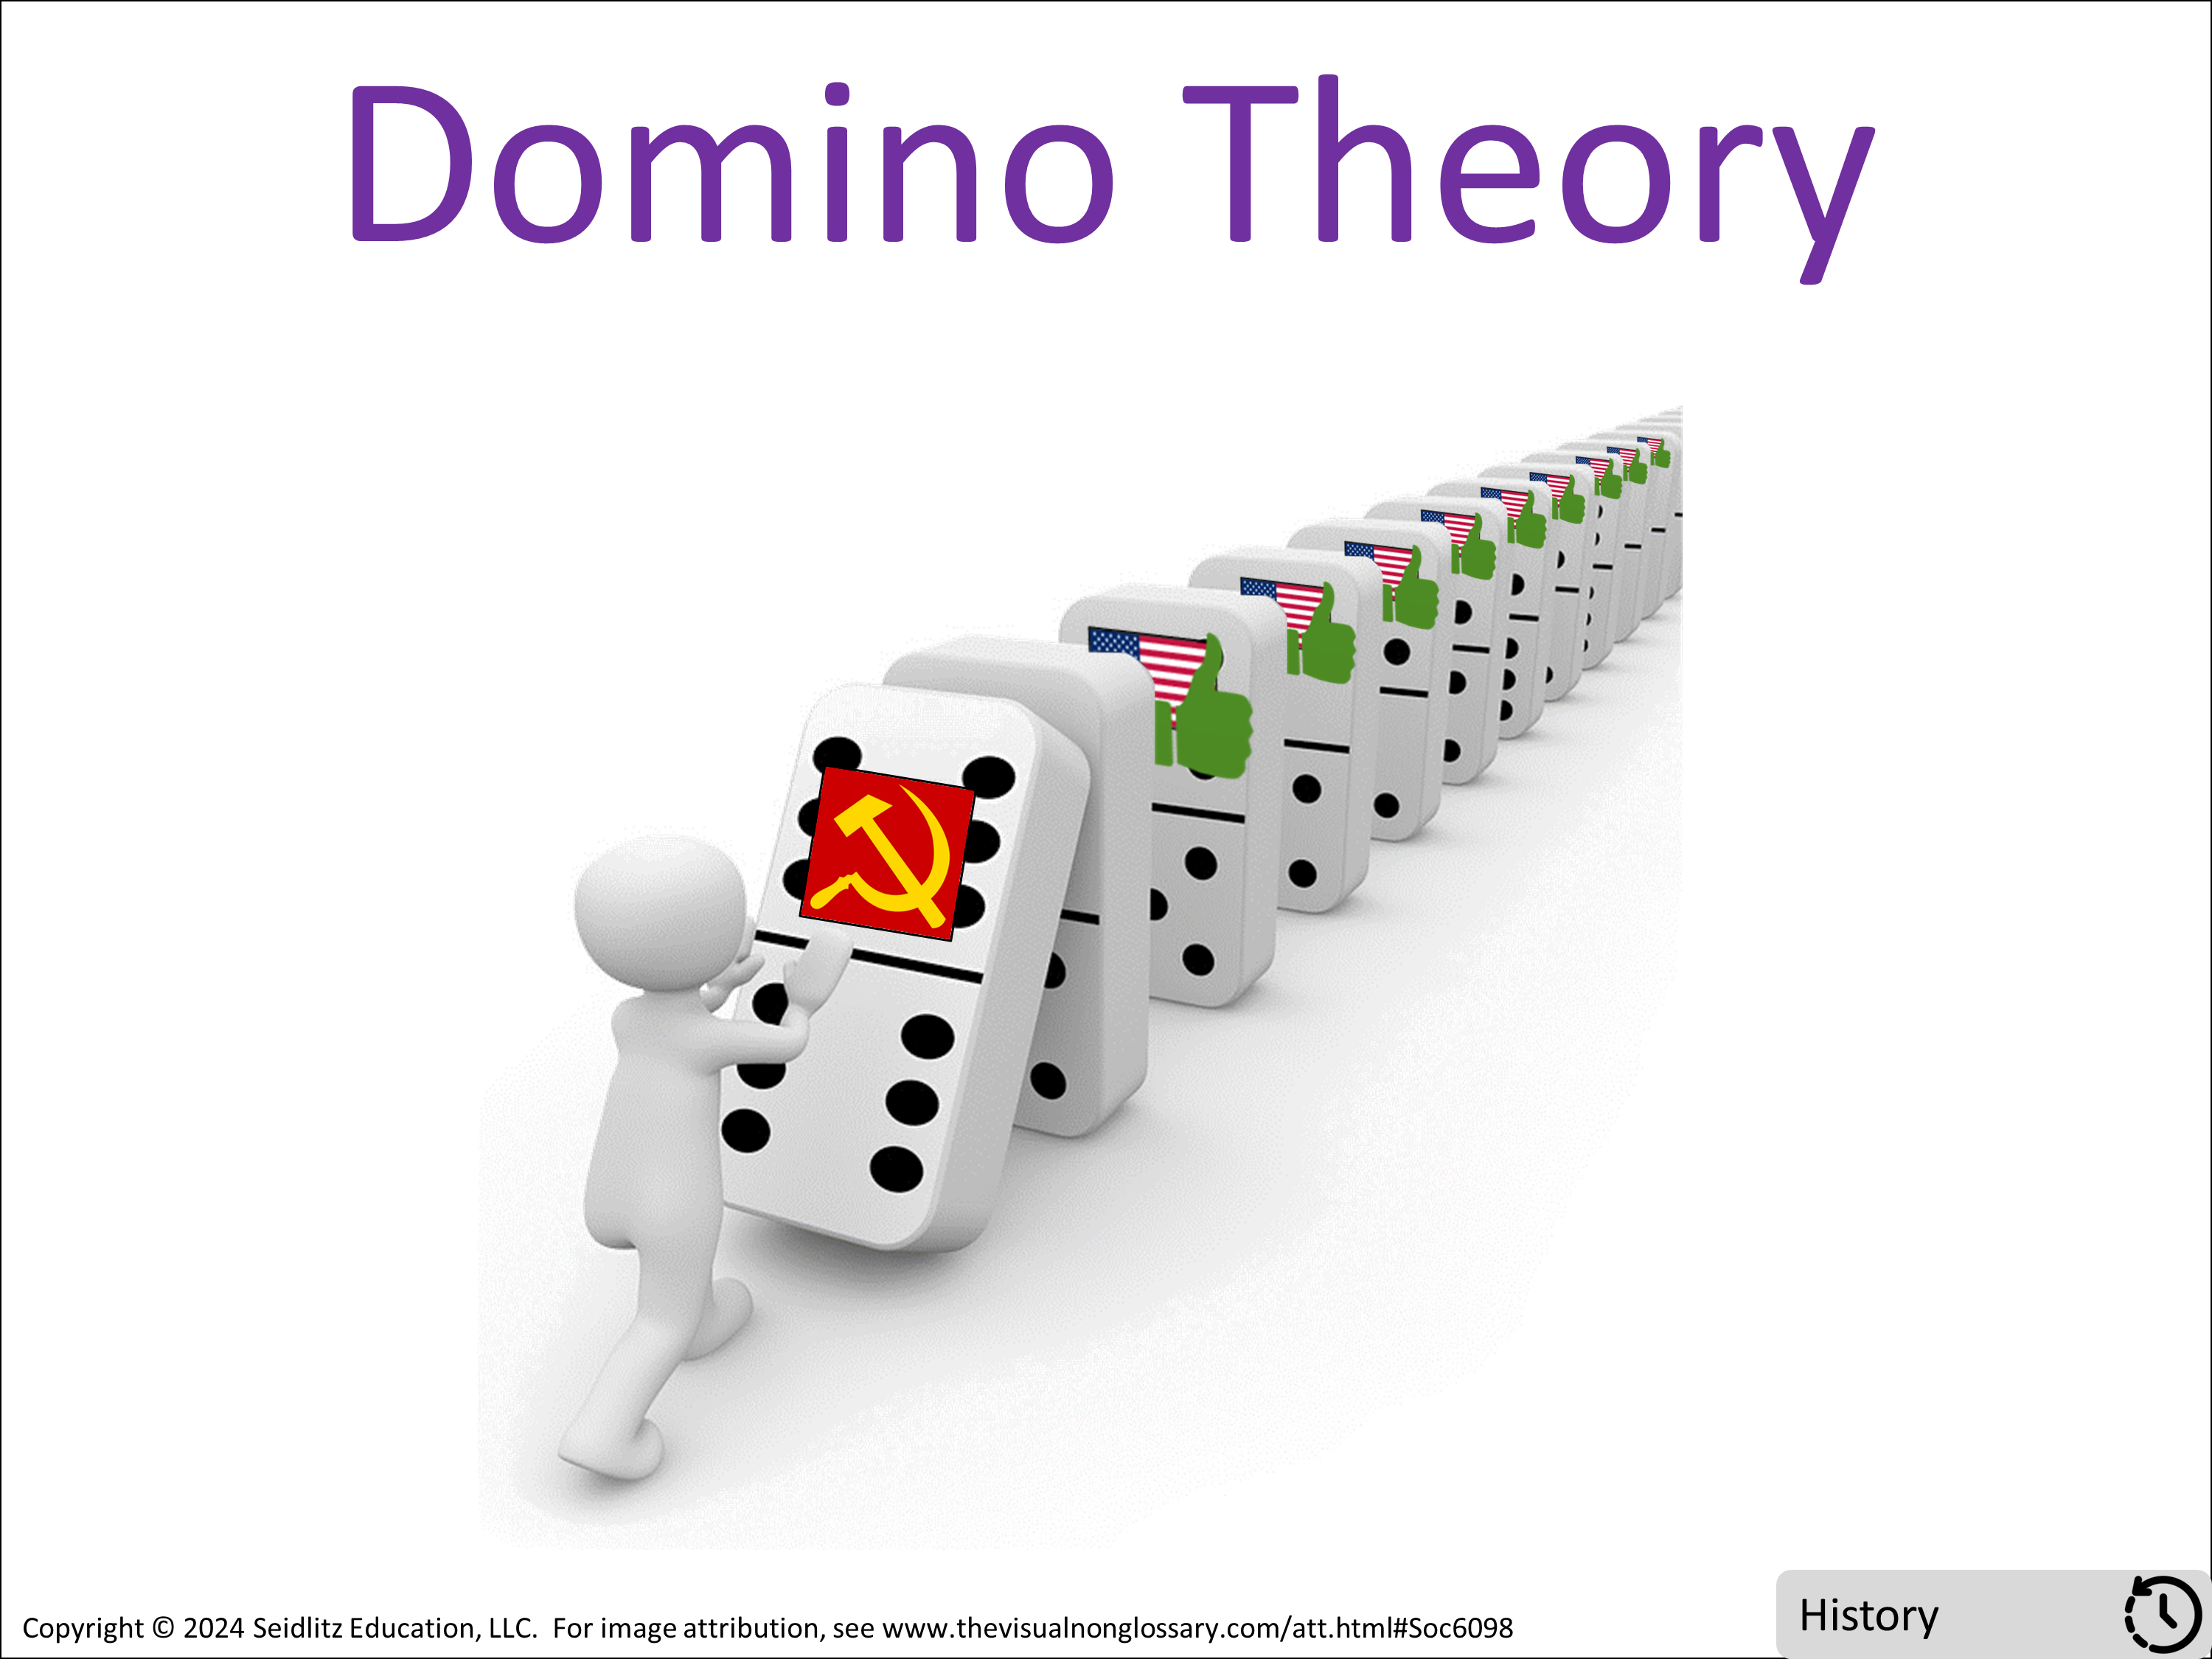 Domino Theory
Copyright © 2024 Seidlitz Education, LLC.  For image attribution, see www.thevisualnonglossary.com/att.html#Soc6098
History